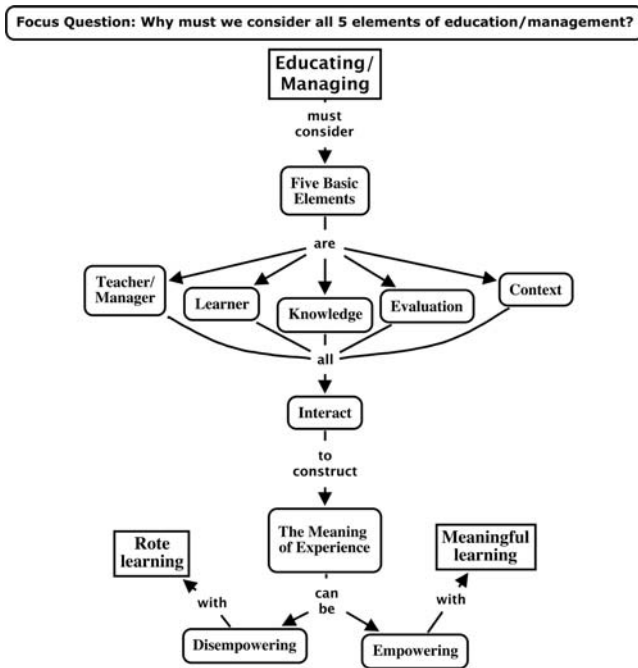 Focus Question: Why must we consider all 5 elements of education/management?
Educating/
Managing
must
consider
Five Basic
Elements
are
Teacher/
Manager
Learner
Knowledge
Evaluation
Context
all
Interact
to
construct
The Meaning
of Experience
Rote
learning
Meaningful
learning
can
be
with
with
Disempowering
Empowering